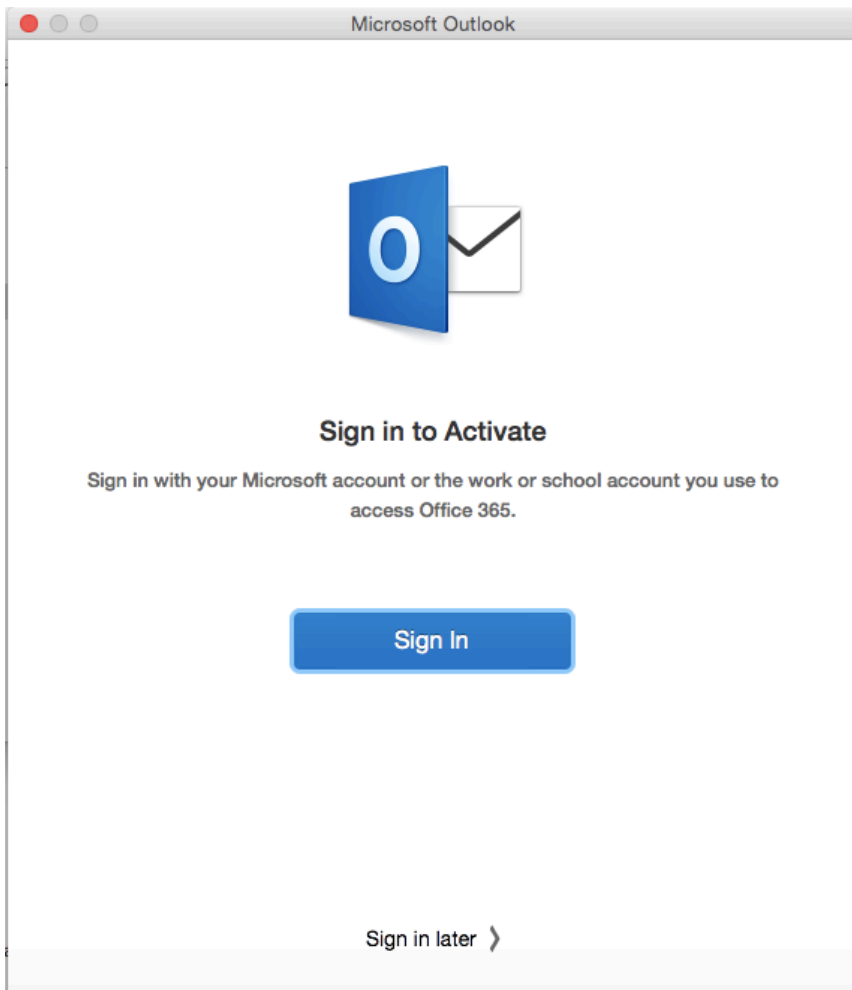 Microsoft Outlook
O
Sign in to Activate
Sign in with your Microsoft account or the work or school account you use to
access Office 365.
Sign In
Sign in later ❯